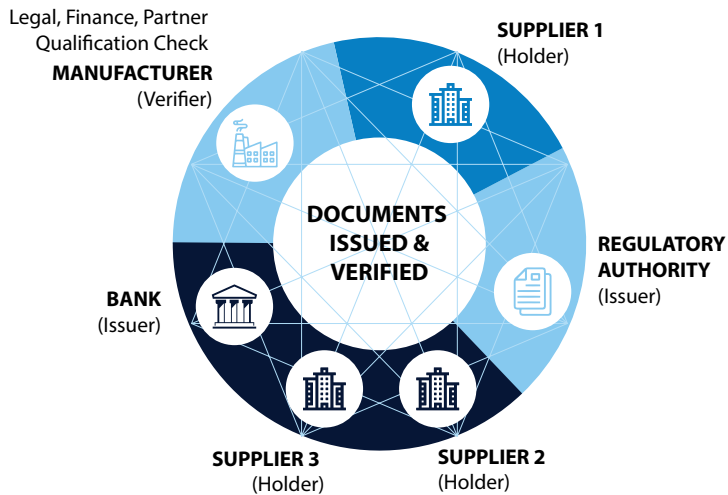 Legal, Finance, Partner
Qualification Check
MANUFACTURER
(Verifier)
SUPPLIER 1
(Holder)
DOCUMENTS
ISSUED &
VERIFIED
REGULATORY
AUTHORITY
(Issuer)
BANK
(Issuer)
SUPPLIER 3
(Holder)
SUPPLIER 2
(Holder)